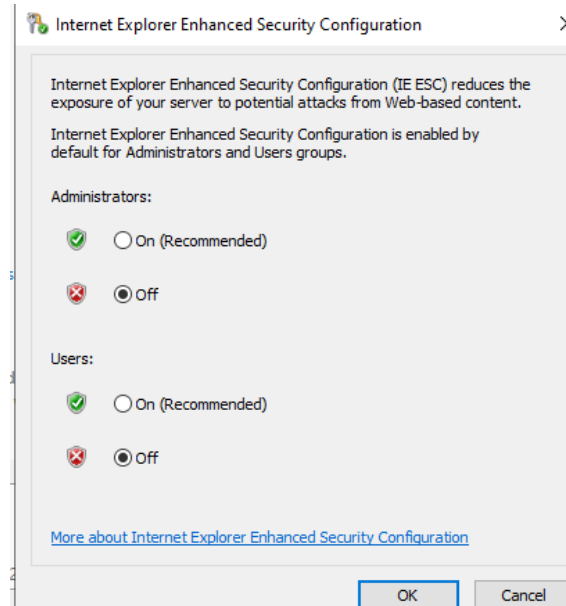 Internet Explorer Enhanced Security Configuration
Internet Explorer Enhanced Security Configuration (IE ESC) reduces the
exposure of your server to potential attacks from Web-based content.
Internet Explorer Enhanced Security Configuration is enabled by
default for Administrators and Users groups.
Administrators:
On (Recommended)
Off
Users:
On (Recommended)
Off
More about Internet Explorer Enhanced Security Configuration
OK
Cancel